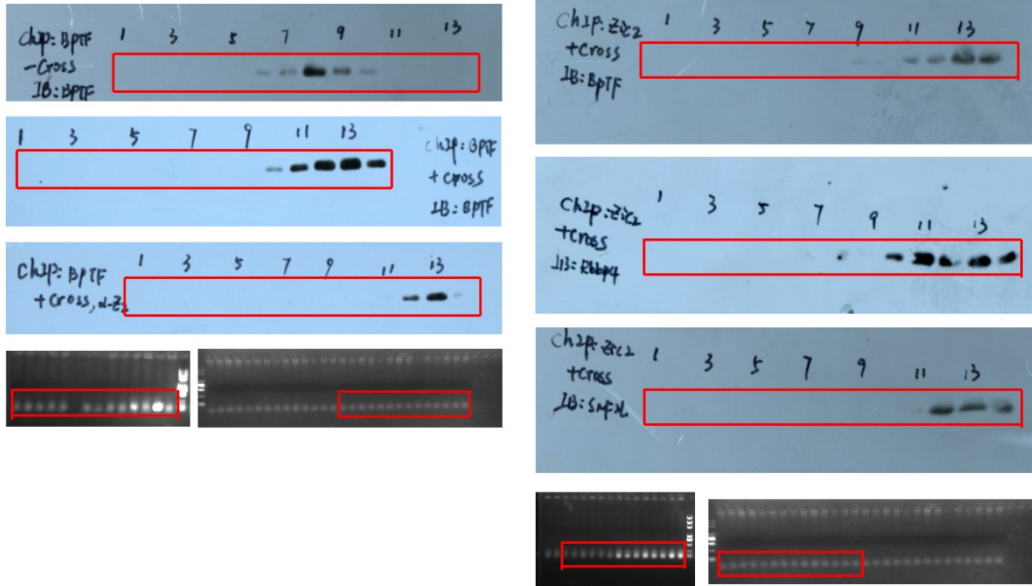 ChIP: BPTF 1 3 5 7 9 11 13
-Cross
IB: BPTF
1 3 5 7 9 11 13
ChIP: BPTF
+ cross
IB: BPTF
ChIP: BPTF 1 3 5 7 9 11 13
+ Cross,
ChIP: Zic2 1 3 5 7 9 11 13
+Cross
IB: BPTF
ChIP: Zic2 1 3 5 7 9 11 13
+Cross
IB: Rbbp4
ChIP: Zic2 1 3 5 7 9 11 13
+Cross
IB: